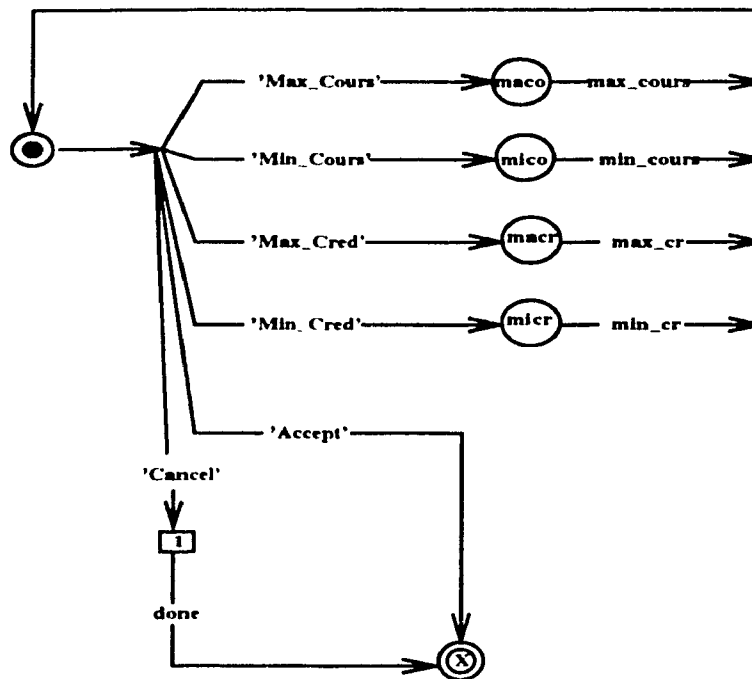 'Max_Cours' maco max_cours
'Min_Cours' mico min_cours
'Max_Cred' macr max_cr
'Min_Cred' micr min_cr
'Accept'
'Cancel'
1
done
X